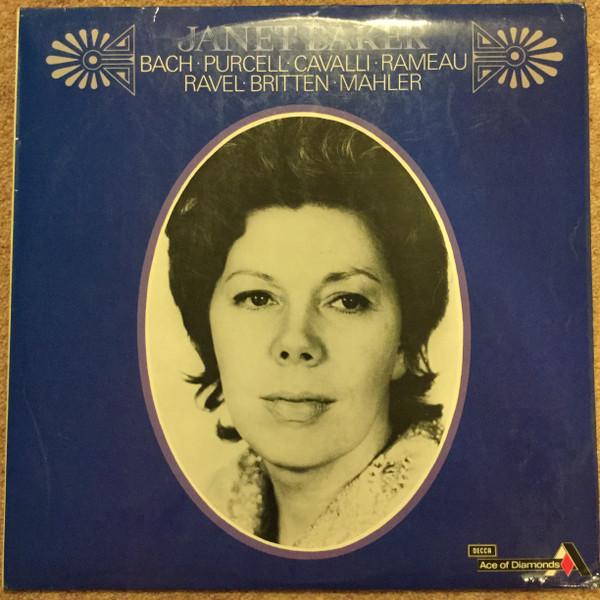 JANET BAKER
BACH · PURCELL · CAVALLI · RAMEAU
RAVEL · BRITTEN · MAHLER
DECCA
Ace of Diamonds